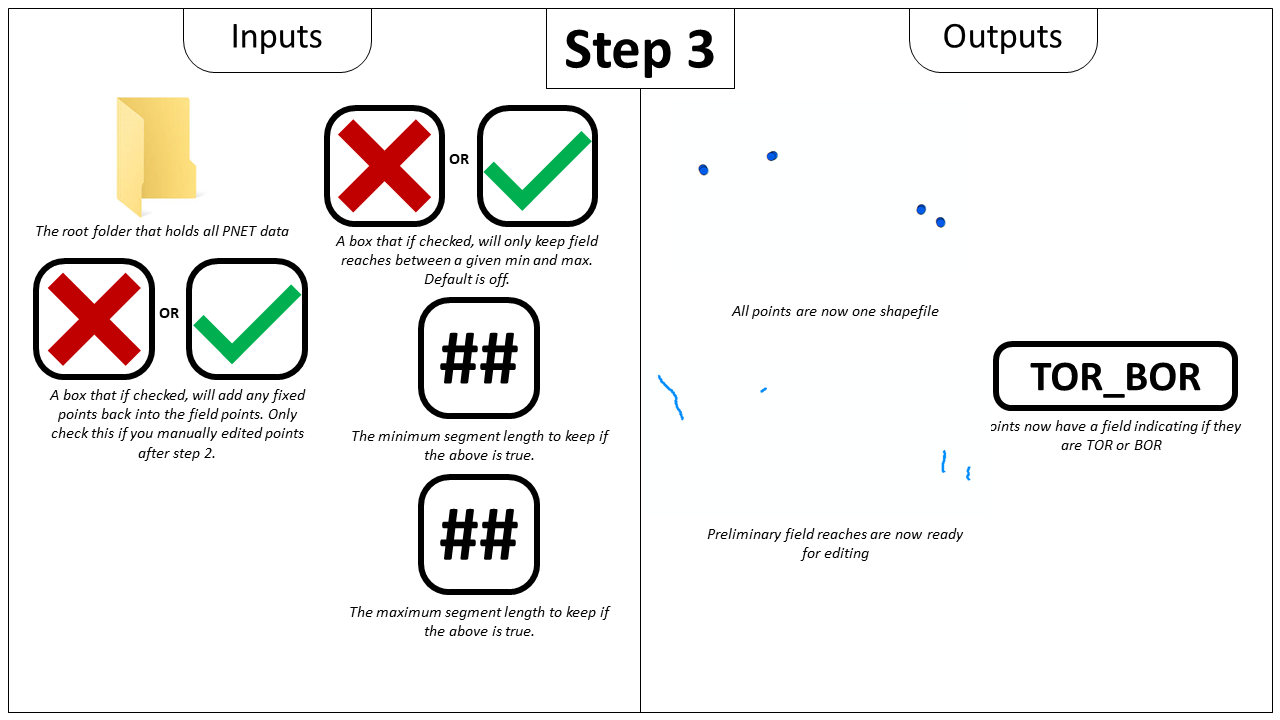 Inputs
Step 3
Outputs
The root folder that holds all PNET data
OR
A box that if checked, will add any fixed
points back into the field points. Only
check this if you manually edited points
after step 2.
OR
A box that if checked, will only keep field
reaches between a given min and max.
Default is off.
##
The minimum segment length to keep if
the above is true.
##
The maximum segment length to keep if
the above is true.
All points are now one shapefile
Preliminary field reaches are now ready
for editing
TOR_BOR
oints now have a field indicating if they
are TOR or BOR